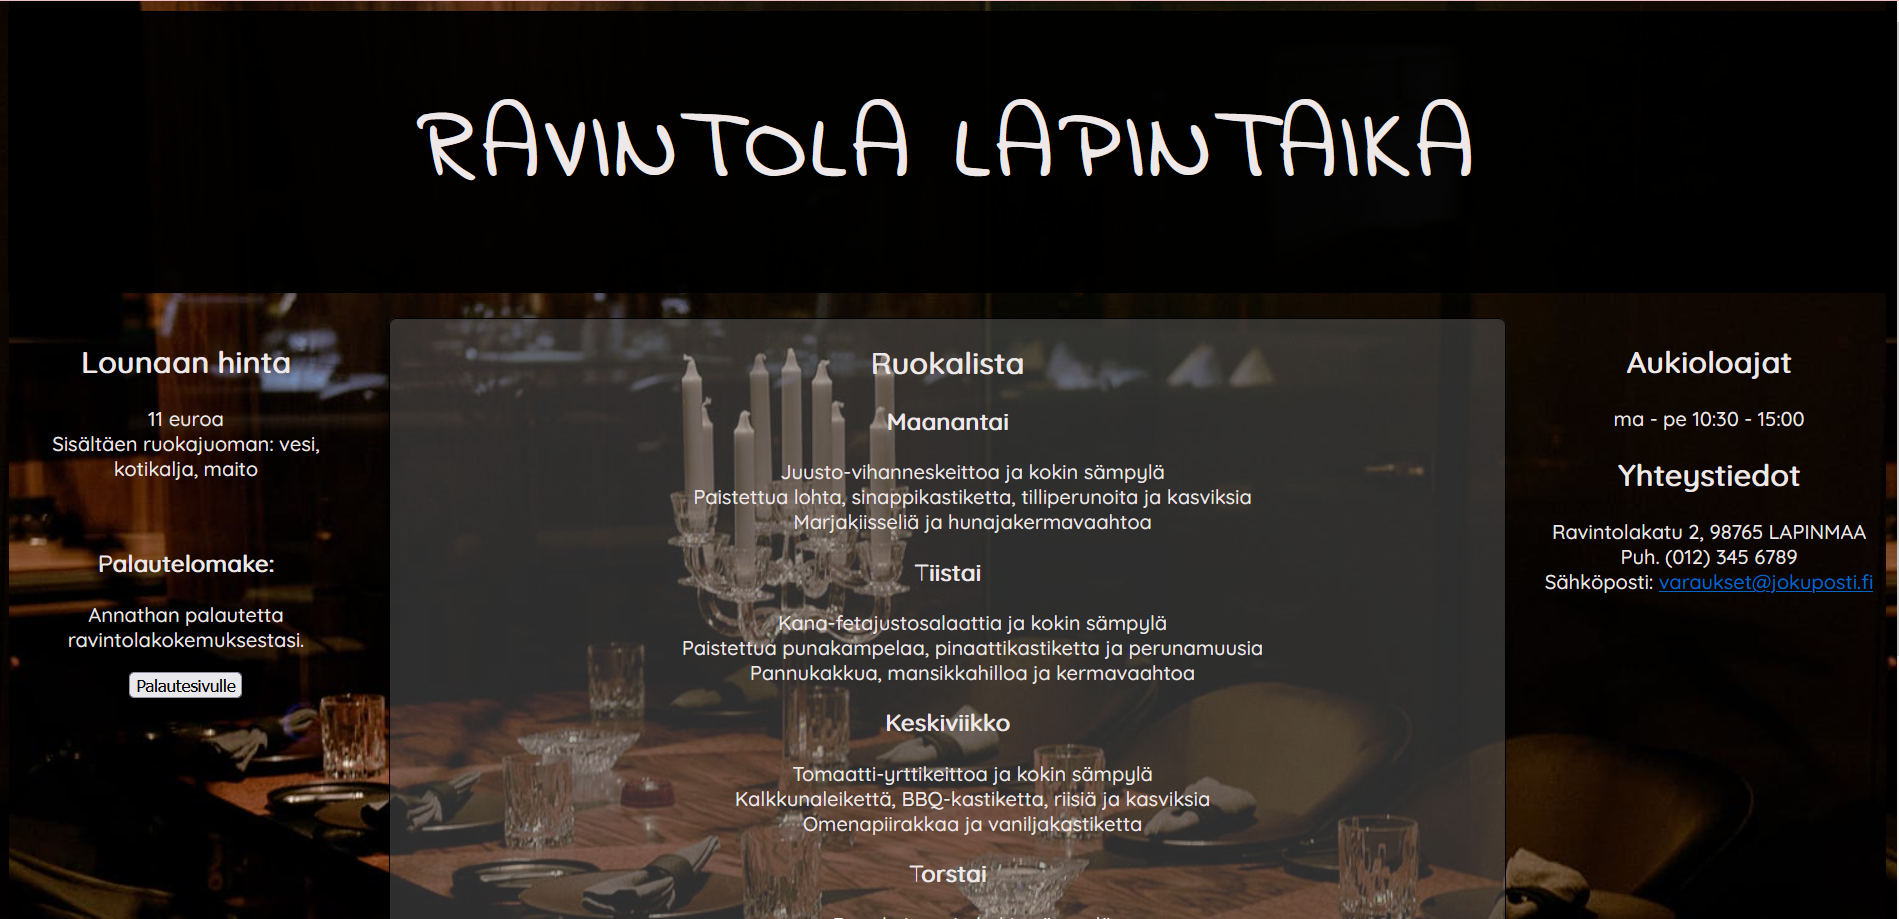 RAVINTOLA LAPINTAIKA
Lounaan hinta
11 euroa
Sisältäen ruokajuoman: vesi,
kotikalja, maito
Palautelomake:
Annathan palautetta
ravintolakokemuksestasi.
Palautesivulle
Ruokalista
Maanantai
Juusto-vihanneskeittoa ja kokin sämpylä
Paistettua lohta, sinappikastiketta, tilliperunoita ja kasviksia
Marjakiisseliä ja hunajakermavaahtoa
Tiistai
Kana-fetajustosalaattia ja kokin sämpylä
Paistettua punakampelaa, pinaattikastiketta ja perunamuusia
Pannukakkua, mansikkahilloa ja kermavaahtoa
Keskiviikko
Tomaatti-yrttikeittoa ja kokin sämpylä
Kalkkunaleikettä, BBQ-kastiketta, riisiä ja kasviksia
Omenapiirakkaa ja vaniljakastiketta
Torstai
Aukioloajat
ma - pe 10:30 - 15:00
Yhteystiedot
Ravintolakatu 2, 98765 LAPINMAA
Puh. (012) 345 6789
Sähköposti: varaukset@jokuposti.fi